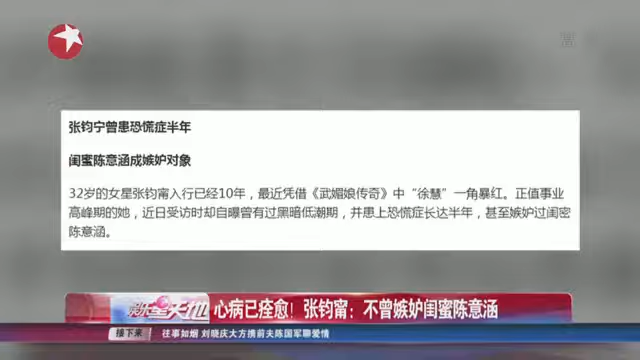 高
张钧宁曾患恐慌症半年
闺蜜陈意涵成嫉妒对象
32岁的女星张钧甯入行已经10年，最近凭借《武媚娘传奇》中“徐慧”一角暴红。正值事业
高峰期的她，近日受访时却自曝曾有过黑暗低潮期，并患上恐慌症长达半年，甚至嫉妒过闺密
陈意涵。
娱乐星天地
心病已痊愈！张钧甯：不曾嫉妒闺蜜陈意涵
接下来
往事如烟 刘晓庆大方携前夫陈国军聊爱情